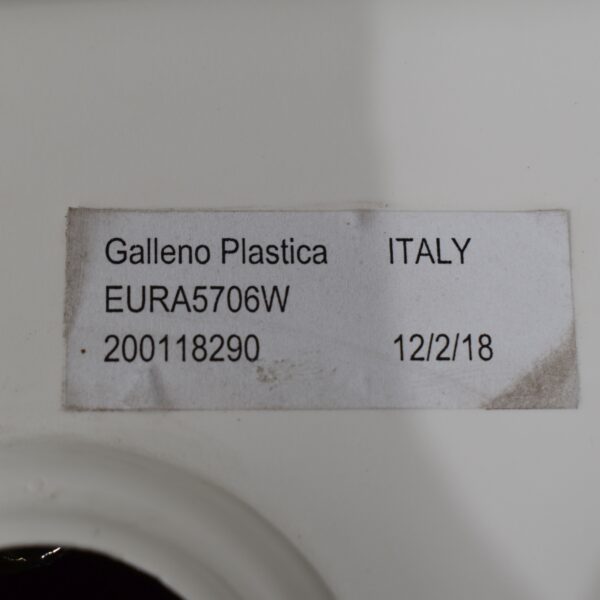 Galleno Plastica ITALY
EURA5706W
200118290 12/2/18